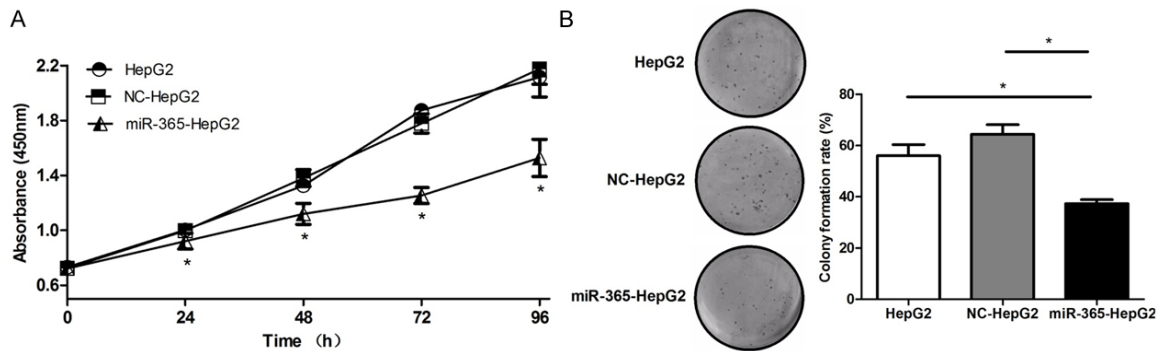 A
Absorbance (450nm)
2.2
1.8
1.4
1.0
0.6
HepG2
NC-HepG2
miR-365-HepG2
*
*
*
*
0 24 48 72 96
Time （h）
B
HepG2
NC-HepG2
miR-365-HepG2
Colony formation rate (%)
80
60
40
20
0
*
*
HepG2 NC-HepG2 miR-365-HepG2